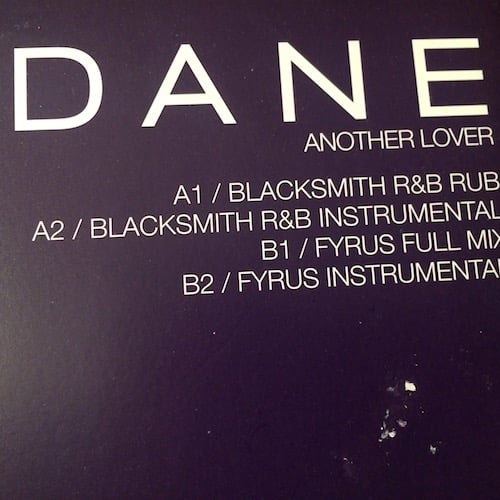 DANE
ANOTHER LOVER
A1 / BLACKSMITH R&B RUB
A2 / BLACKSMITH R&B INSTRUMENTAL
B1 / FYRUS FULL MIX
B2 / FYRUS INSTRUMENTAL